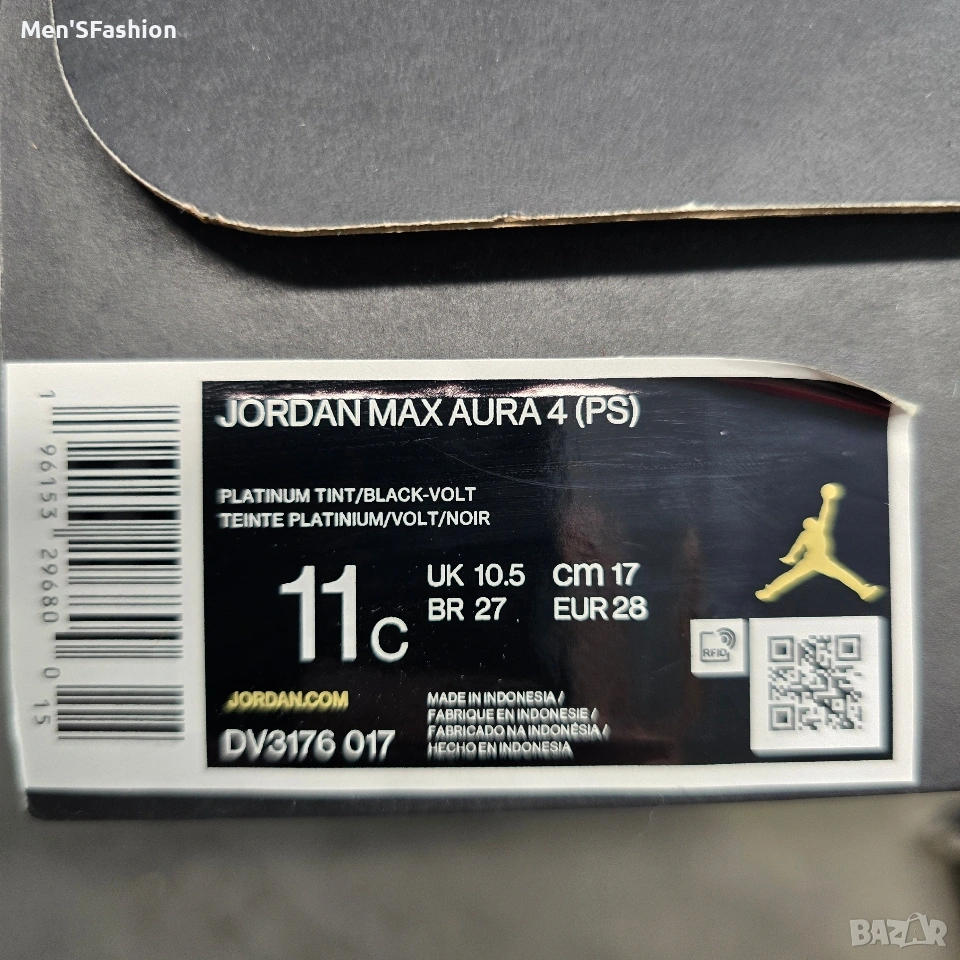 Men'SFashion
JORDAN MAX AURA 4 (PS)
PLATINUM TINT/BLACK-VOLT
TEINTE PLATINIUM/VOLT/NOIR
11C
UK 10.5 cm 17
BR 27 EUR 28
RFID
JORDAN.COM
DV3176 017
MADE IN INDONESIA /
FABRIQUE EN INDONESIE /
FABRICADO NA INDONÉSIA /
HECHO EN INDONESIA
1 96153 29680 0 15
BAZAR